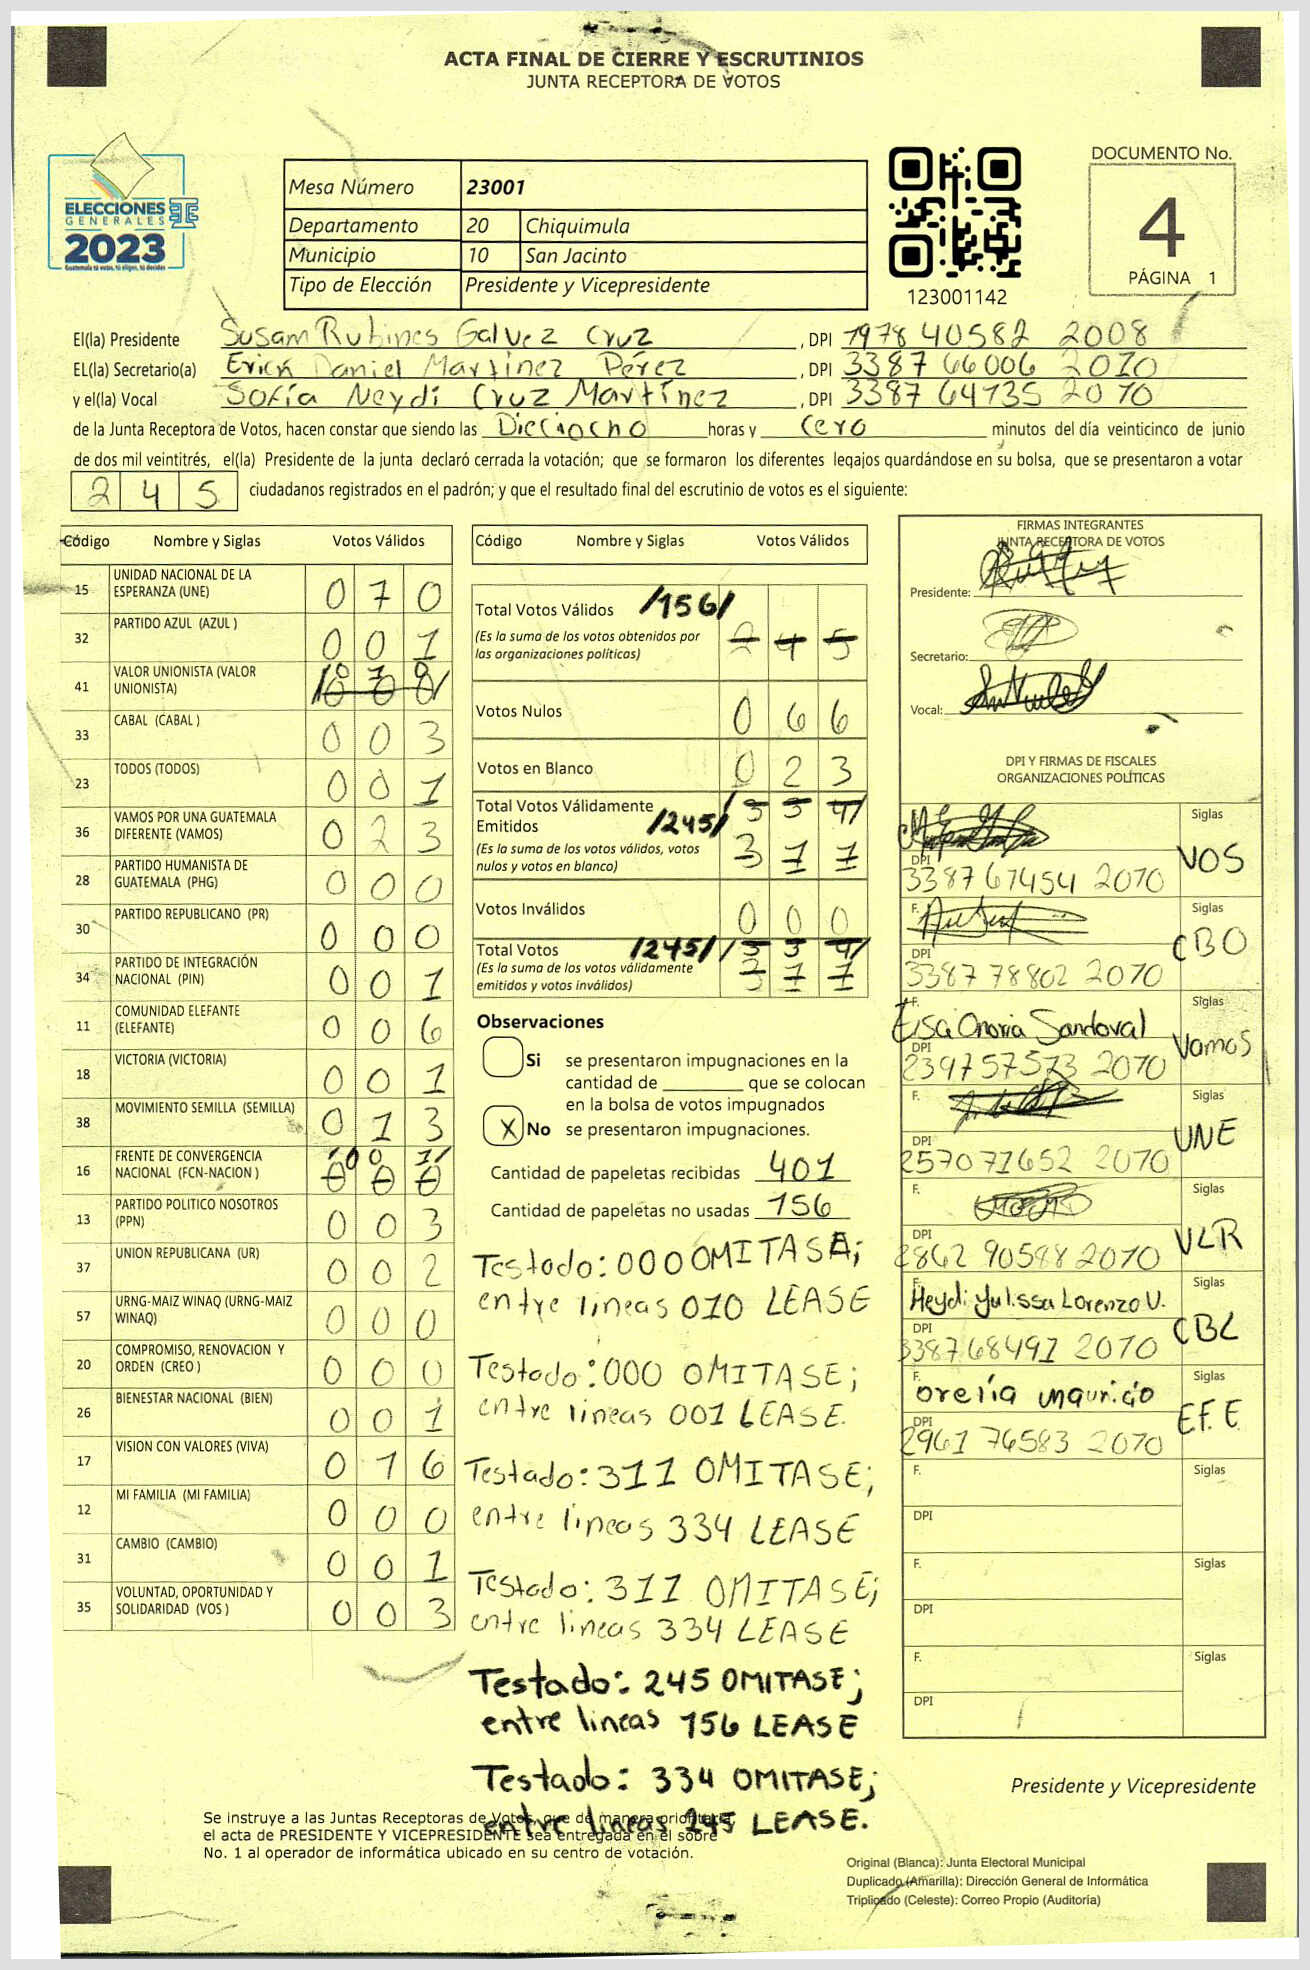 ACTA FINAL DE CIERRE Y ESCRUTINIOS
JUNTA RECEPTORA DE VOTOS
ELECCIONES
GENERALES
2023
Guatemala tú votas, tú eliges, tú decides
Mesa Número 23001
Departamento 20 Chiquimula
Municipio 10 San Jacinto
Tipo de Elección Presidente y Vicepresidente
123001142
DOCUMENTO No.
4
PÁGINA 1
El(la) Presidente Susam Rubines Galvez Cruz, DPI 1978 40582 2008
EL(la) Secretario(a) Erick Daniel Martinez Pérez, DPI 3387 66006 2010
y el(la) Vocal Sofía Neydi Cruz Martínez, DPI 3387 64735 2070
de la Junta Receptora de Votos, hacen constar que siendo las Dieciocho horas y cero minutos del día veinticinco de junio
de dos mil veintitrés, el(la) Presidente de la junta declaró cerrada la votación; que se formaron los diferentes legajos guardándose en su bolsa, que se presentaron a votar
245 ciudadanos registrados en el padrón; y que el resultado final del escrutinio de votos es el siguiente:
Código Nombre y Siglas Votos Válidos
15 UNIDAD NACIONAL DE LA ESPERANZA (UNE) 0 7 0
32 PARTIDO AZUL (AZUL ) 0 0 1
41 VALOR UNIONISTA (VALOR UNIONISTA)
33 CABAL (CABAL ) 0 0 3
23 TODOS (TODOS) 0 0 1
36 VAMOS POR UNA GUATEMALA DIFERENTE (VAMOS) 0 2 3
28 PARTIDO HUMANISTA DE GUATEMALA (PHG) 0 0 0
30 PARTIDO REPUBLICANO (PR) 0 0 0
34 PARTIDO DE INTEGRACIÓN NACIONAL (PIN) 0 0 1
11 COMUNIDAD ELEFANTE (ELEFANTE) 0 0 6
18 VICTORIA (VICTORIA) 0 0 1
38 MOVIMIENTO SEMILLA (SEMILLA) 0 1 3
16 FRENTE DE CONVERGENCIA NACIONAL (FCN-NACION ) 0 0 1
13 PARTIDO POLITICO NOSOTROS (PPN) 0 0 3
37 UNION REPUBLICANA (UR) 0 0 2
57 URNG-MAIZ WINAQ (URNG-MAIZ WINAQ) 0 0 0
20 COMPROMISO, RENOVACION Y ORDEN (CREO ) 0 0 0
26 BIENESTAR NACIONAL (BIEN) 0 0 1
17 VISION CON VALORES (VIVA) 0 1 6
12 MI FAMILIA (MI FAMILIA) 0 0 0
31 CAMBIO (CAMBIO) 0 0 1
35 VOLUNTAD, OPORTUNIDAD Y SOLIDARIDAD (VOS ) 0 0 3
Código Nombre y Siglas Votos Válidos
Total Votos Válidos /156/ 2 4 5
(Es la suma de los votos obtenidos por
las organizaciones políticas)
Votos Nulos 0 6 6
Votos en Blanco 0 2 3
Total Votos Válidamente
Emitidos /245/ 3 3 4
(Es la suma de los votos válidos, votos
nulos y votos en blanco)
Votos Inválidos 0 0 0
Total Votos /245/ 3 3 4
(Es la suma de los votos válidamente
emitidos y votos inválidos)
Observaciones
Si se presentaron impugnaciones en la
cantidad de ________ que se colocan
en la bolsa de votos impugnados
X No se presentaron impugnaciones.
Cantidad de papeletas recibidas 401
Cantidad de papeletas no usadas 156
Testado: 000 OMITASE;
entre lineas 010 LEASE
Testado: 000 OMITASE;
entre lineas 001 LEASE.
Testado: 311 OMITASE;
entre lineas 334 LEASE
Testado: 311 OMITASE;
entre lineas 334 LEASE
Testado: 245 OMITASE;
entre lineas 156 LEASE
Testado: 334 OMITASE;
entre lineas 245 LEASE.
FIRMAS INTEGRANTES
JUNTA RECEPTORA DE VOTOS
Presidente:
Secretario:
Vocal:
DPI Y FIRMAS DE FISCALES
ORGANIZACIONES POLÍTICAS
Siglas VOS
DPI 3387 67454 2070
F. Siglas CBO
DPI 3387 78802 2070
F. Elsa Onoria Sandoval Siglas Vamos
DPI 2397 57573 2070
F. Siglas UNE
DPI 2570 71652 2070
F. Siglas VLR
DPI 2862 90588 2070
F. Heydi Yulissa Lorenzo V. Siglas CBL
DPI 3387 68491 2070
F. orelia mauricio Siglas E.F.E
DPI 2961 76583 2070
F. Siglas
DPI
F. Siglas
DPI
F. Siglas
DPI
Presidente y Vicepresidente
Se instruye a las Juntas Receptoras de Votos, que de manera prioritaria,
el acta de PRESIDENTE Y VICEPRESIDENTE sea entregada en el sobre
No. 1 al operador de informática ubicado en su centro de votación.
Original (Blanca): Junta Electoral Municipal
Duplicado (Amarilla): Dirección General de Informática
Triplicado (Celeste): Correo Propio (Auditoría)